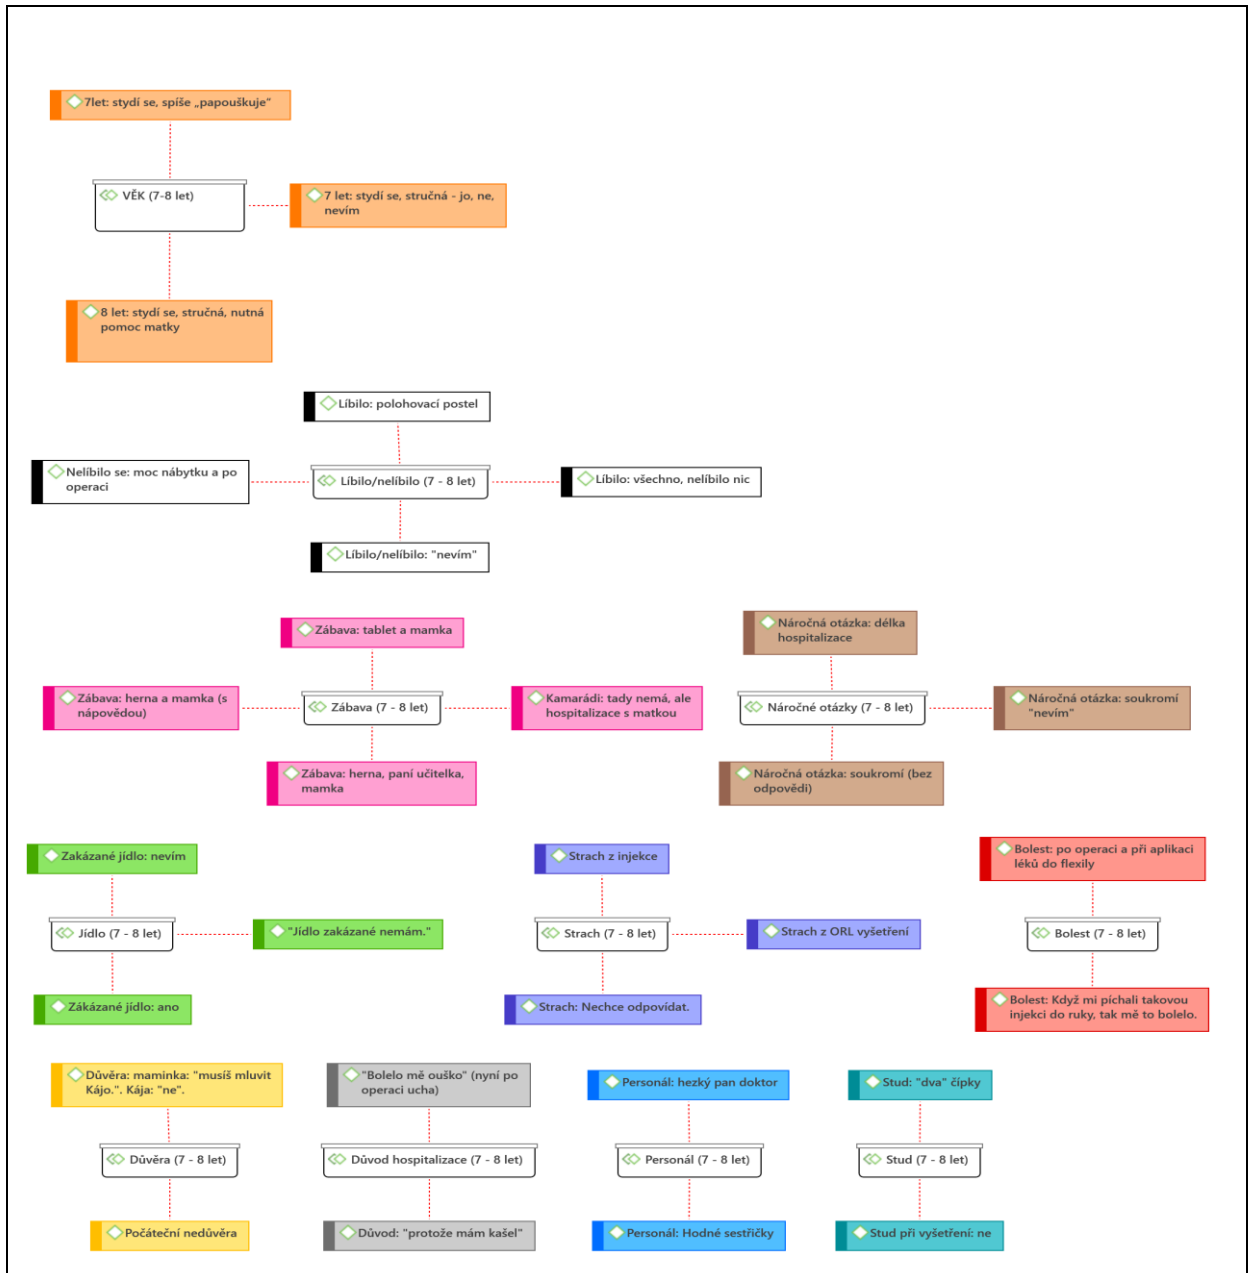 7let: stydí se, spíše „papouškuje"
VĚK (7-8 let)
7 let: stydí se, stručná - jo, ne,
nevím
8 let: stydí se, stručná, nutná
pomoc matky
Líbilo: polohovací postel
Nelíbilo se: moc nábytku a po
operaci
Líbilo/nelíbilo (7 - 8 let)
Líbilo: všechno, nelíbilo nic
Líbilo/nelíbilo: "nevím"
Zábava: tablet a mamka
Zábava: herna a mamka (s
nápovědou)
Zábava (7 - 8 let)
Kamarádi: tady nemá, ale
hospitalizace s matkou
Zábava: herna, paní učitelka,
mamka
Náročná otázka: délka
hospitalizace
Náročné otázky (7 - 8 let)
Náročná otázka: soukromí
"nevím"
Náročná otázka: soukromí (bez
odpovědi)
Zakázané jídlo: nevím
Jídlo (7 - 8 let)
"Jídlo zakázané nemám."
Zákázané jídlo: ano
Strach z injekce
Strach (7 - 8 let)
Strach z ORL vyšetření
Strach: Nechce odpovídat.
Bolest: po operaci a při aplikaci
léků do flexily
Bolest (7 - 8 let)
Bolest: Když mi píchali takovou
injekci do ruky, tak mě to bolelo.
Důvěra: maminka: "musíš mluvit
Kájo.". Kája: "ne".
Důvěra (7 - 8 let)
Počáteční nedůvěra
"Bolelo mě ouško" (nyní po
operaci ucha)
Důvod hospitalizace (7 - 8 let)
Důvod: "protože mám kašel"
Personál: hezký pan doktor
Personál (7 - 8 let)
Personál: Hodné sestřičky
Stud: "dva" čípky
Stud (7 - 8 let)
Stud při vyšetření: ne